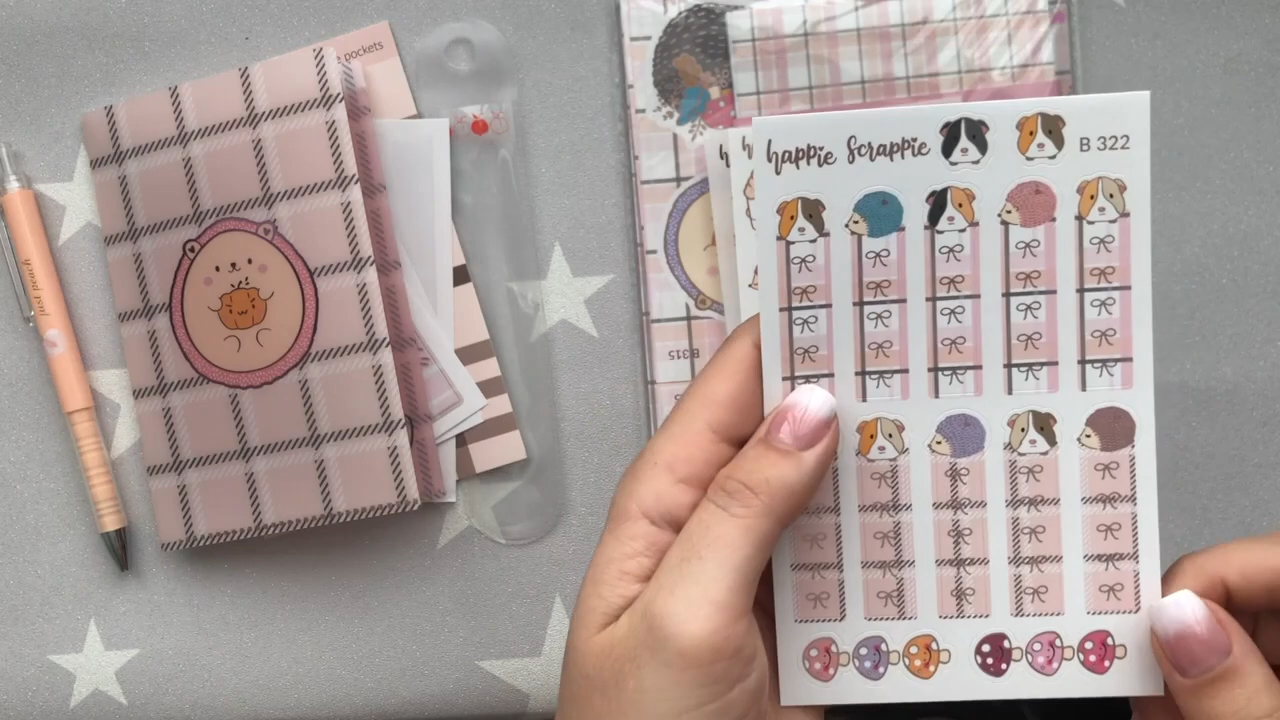 pockets
just peach
happie Scrappie
B 322
B315